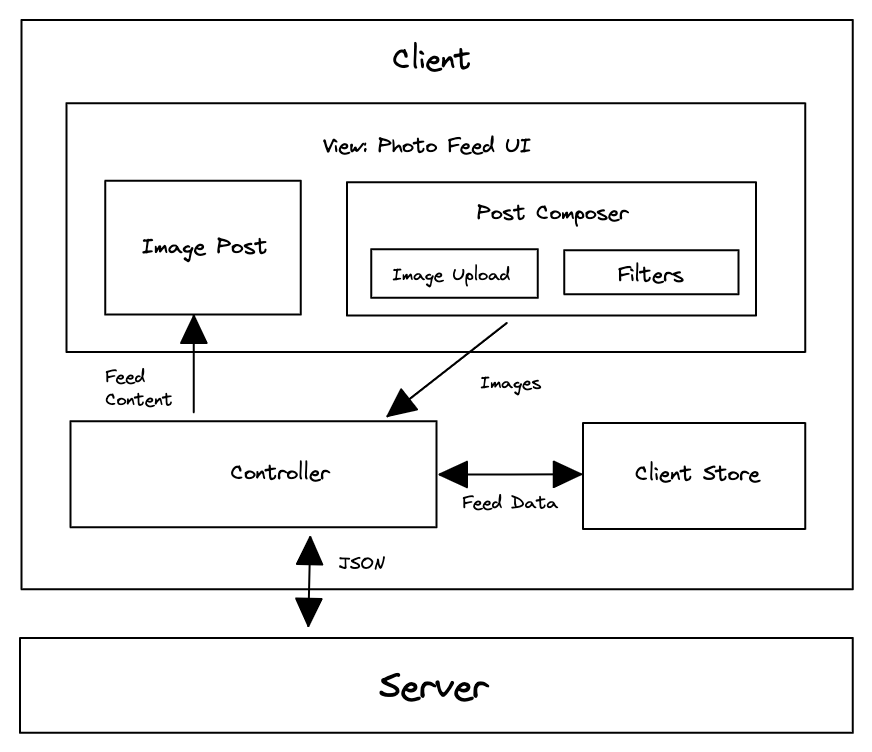 Client
View: Photo Feed UI
Image Post
Post Composer
Image Upload
Filters
Feed
Content
Images
Controller
Client Store
Feed Data
JSON
Server